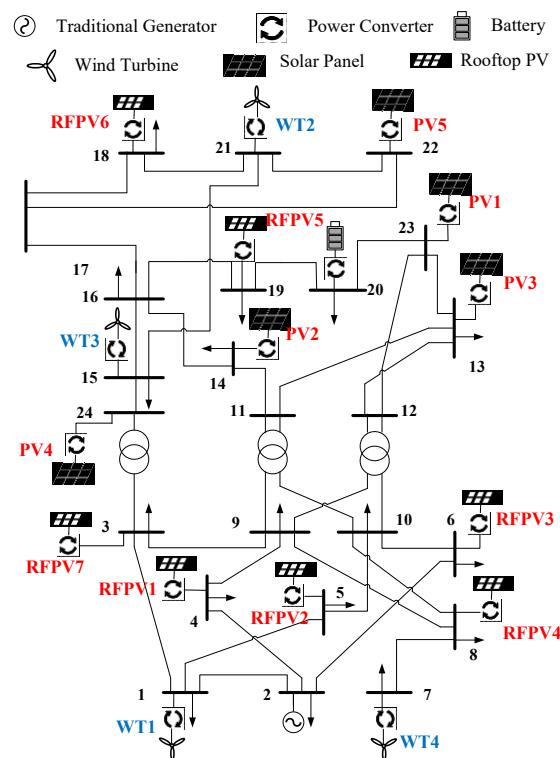 Traditional Generator Power Converter Battery
Wind Turbine Solar Panel Rooftop PV
RFPV6 WT2 PV5
18 21 22
RFPV5 PV1
23
PV3
17 19 20
16
WT3 PV2 13
15 14
24 11 12
PV4
3 9 10 6 RFPV3
RFPV7
RFPV1 5
4 RFPV2 RFPV4
8
1 2 7
WT1 WT4